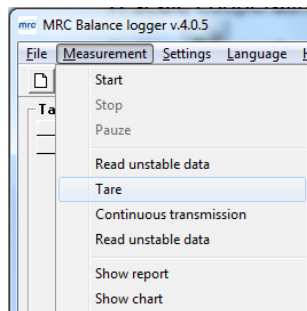 mrc MRC Balance logger v.4.0.5
File Measurement Settings Language
Ta
Start
Stop
Pauze
Read unstable data
Tare
Continuous transmission
Read unstable data
Show report
Show chart